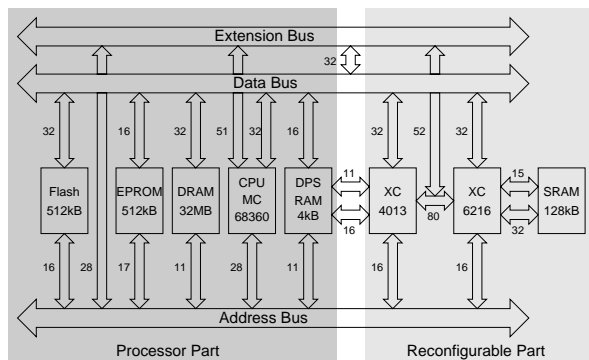 Extension Bus
32
Data Bus
32
16
32
51
32
16
32
52
32
Flash
512kB
EPROM
512kB
DRAM
32MB
CPU
MC
68360
DPS
RAM
4kB
11
16
XC
4013
80
XC
6216
15
32
SRAM
128kB
16
28
17
11
28
11
16
16
Address Bus
Processor Part
Reconfigurable Part